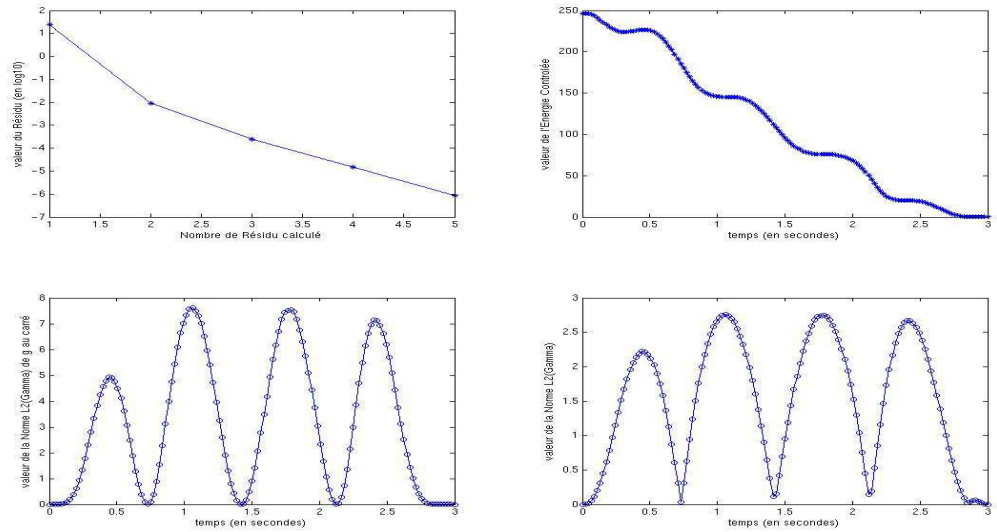 2
1
0
−1
−2
−3
−4
−5
−6
−7
valeur du Résidu (en log10)
1 1.5 2 2.5 3 3.5 4 4.5 5
Nombre de Résidu calculé
250
200
150
100
50
0
valeur de l'Energie Controlée
0 0.5 1 1.5 2 2.5 3
temps (en secondes)
8
7
6
5
4
3
2
1
0
valeur de la Norme L2(Gamma) de g au carré
0 0.5 1 1.5 2 2.5 3
temps (en secondes)
3
2.5
2
1.5
1
0.5
0
valeur de la Norme L2(Gamma)
0 0.5 1 1.5 2 2.5 3
temps (en secondes)